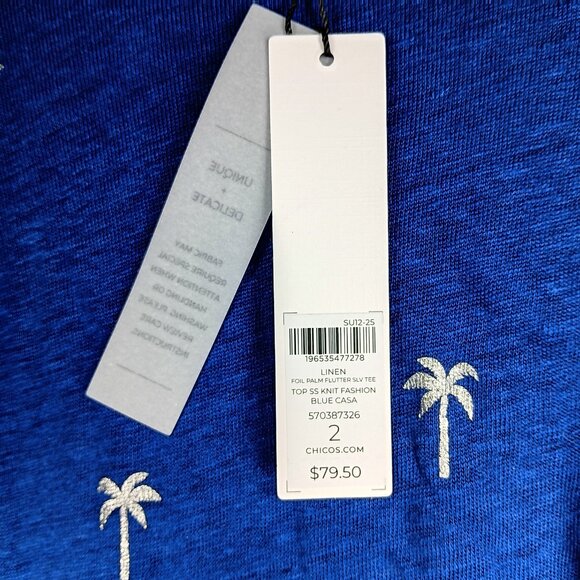 UNIQUE
+
DELICATE
FABRIC MAY
REQUIRE SPECIAL
ATTENTION WHEN
HANDLING OR
WASHING. PLEASE
REVIEW CARE
INSTRUCTIONS.
SU12-25
196535477278
LINEN
FOIL PALM FLUTTER SLV TEE
TOP SS KNIT FASHION
BLUE CASA
570387326
2
CHICOS.COM
$79.50